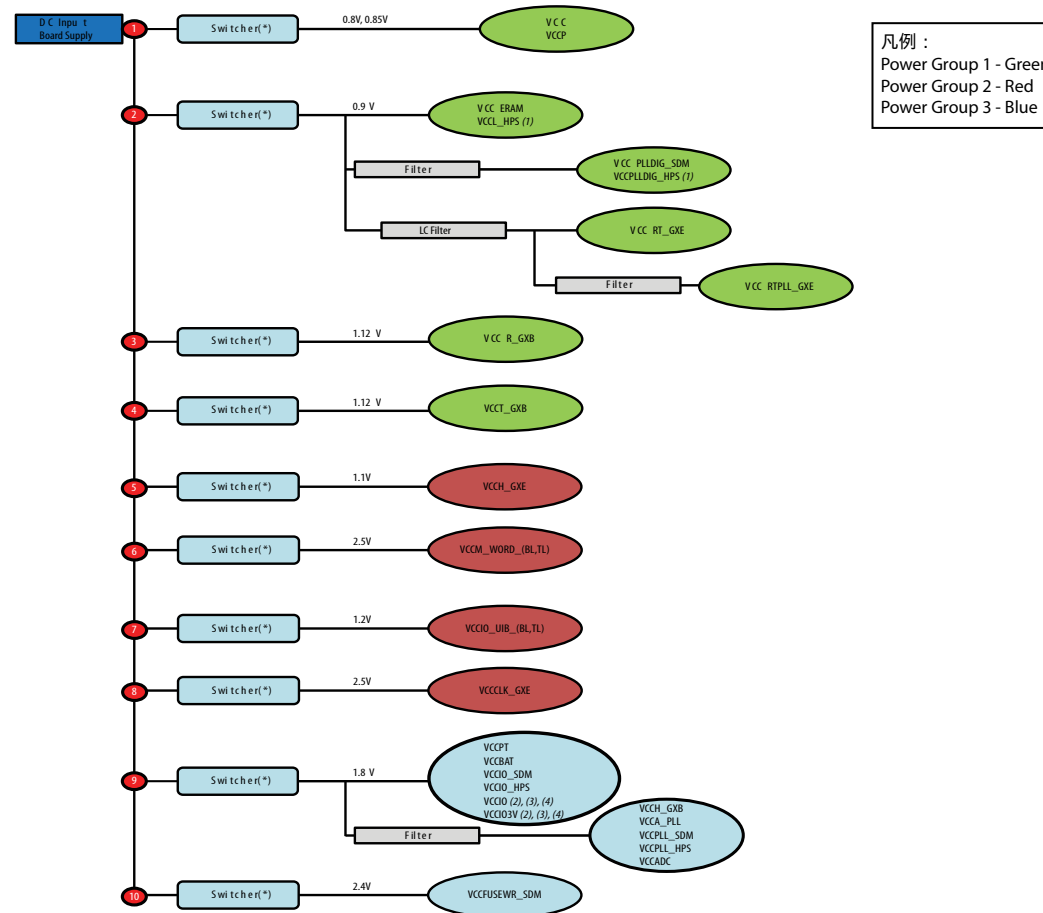 DC Input
Board Supply
1
Switcher(*)
0.8V, 0.85V
VCC
VCCP
凡例：
Power Group 1 - Green
Power Group 2 - Red
Power Group 3 - Blue
2
Switcher(*)
0.9 V
VCC ERAM
VCCL_HPS (1)
Filter
VCC PLLDIG_SDM
VCCPLLDIG_HPS (1)
LC Filter
VCC RT_GXE
Filter
VCC RTPLL_GXE
3
Switcher(*)
1.12 V
VCC R_GXB
4
Switcher(*)
1.12 V
VCCT_GXB
5
Switcher(*)
1.1V
VCCH_GXE
6
Switcher(*)
2.5V
VCCM_WORD_(BL,TL)
7
Switcher(*)
1.2V
VCCIO_UIB_(BL,TL)
8
Switcher(*)
2.5V
VCCCLK_GXE
9
Switcher(*)
1.8 V
VCCPT
VCCBAT
VCCIO_SDM
VCCIO_HPS
VCCIO (2), (3), (4)
VCCIO3V (2), (3), (4)
Filter
VCCH_GXB
VCCA_PLL
VCCPLL_SDM
VCCPLL_HPS
VCCADC
10
Switcher(*)
2.4V
VCCFUSEWR_SDM